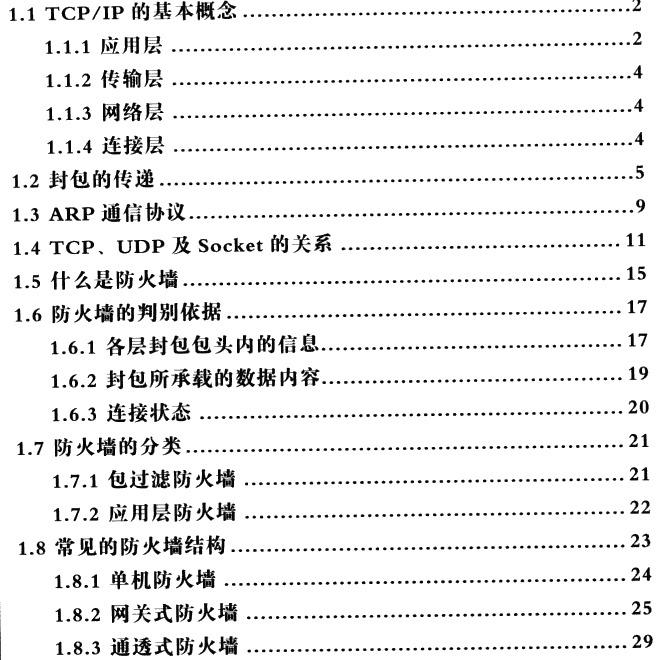 1.1 TCP/IP 的基本概念 ........................................ 2
1.1.1 应用层 ........................................ 2
1.1.2 传输层 ........................................ 4
1.1.3 网络层 ........................................ 4
1.1.4 连接层 ........................................ 4
1.2 封包的传递 ........................................ 5
1.3 ARP 通信协议 ........................................ 9
1.4 TCP、UDP 及 Socket 的关系 ........................................ 11
1.5 什么是防火墙 ........................................ 15
1.6 防火墙的判别依据 ........................................ 17
1.6.1 各层封包包头内的信息 ........................................ 17
1.6.2 封包所承载的数据内容 ........................................ 19
1.6.3 连接状态 ........................................ 20
1.7 防火墙的分类 ........................................ 21
1.7.1 包过滤防火墙 ........................................ 21
1.7.2 应用层防火墙 ........................................ 22
1.8 常见的防火墙结构 ........................................ 23
1.8.1 单机防火墙 ........................................ 24
1.8.2 网关式防火墙 ........................................ 25
1.8.3 通透式防火墙 ........................................ 29